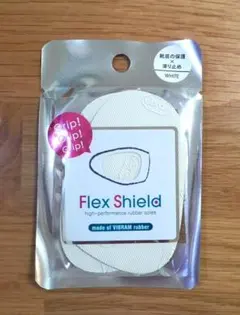 靴底の保護
×
滑り止め
WHITE
Grip!
Grip!
Grip!
Flex Shield
high-performance rubber soles
made of VIBRAM rubber